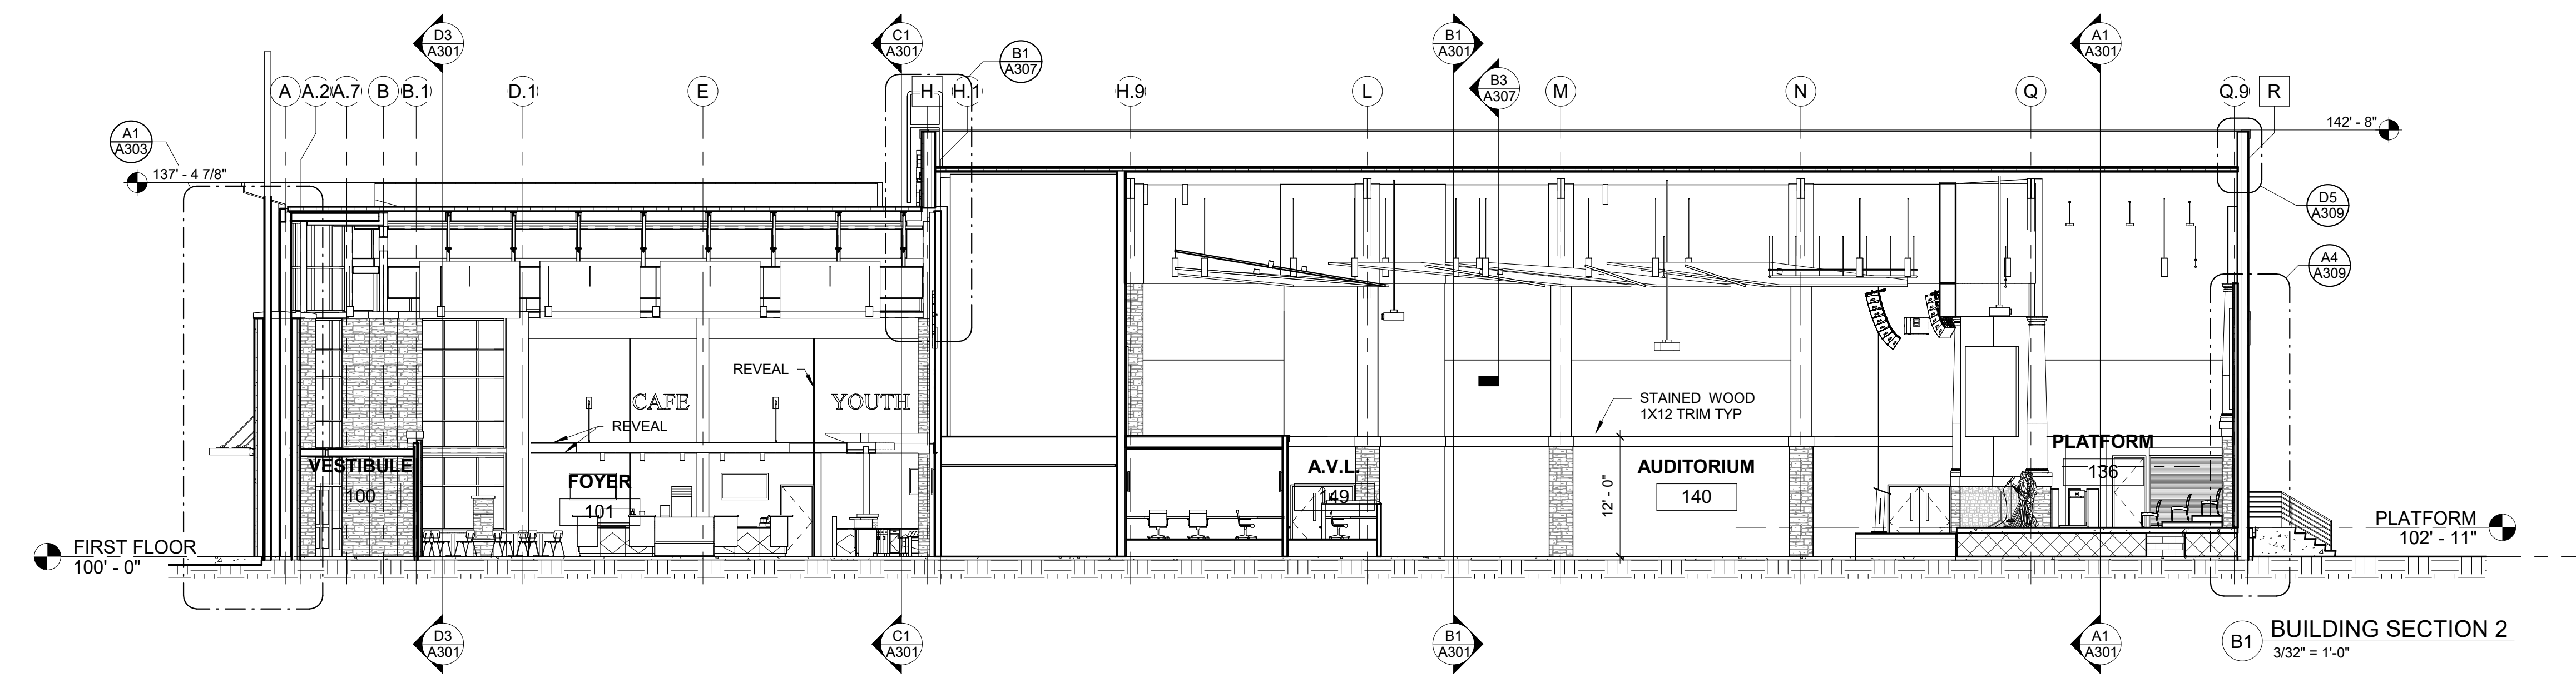 D3
A301
C1
A301
B1
A307
B1
A301
B3
A307
A1
A301
A
A.2
A.7
B
B.1
D.1
E
H
H.1
H.9
L
M
N
Q
Q.9
R
A1
A303
137' - 4 7/8"
142' - 8"
D5
A309
A4
A309
REVEAL
CAFE
YOUTH
REVEAL
STAINED WOOD
1X12 TRIM TYP
VESTIBULE
100
FOYER
101
A.V.L.
149
AUDITORIUM
140
PLATFORM
136
12' - 0"
FIRST FLOOR
100' - 0"
PLATFORM
102' - 11"
D3
A301
C1
A301
B1
A301
A1
A301
B1
BUILDING SECTION 2
3/32" = 1'-0"